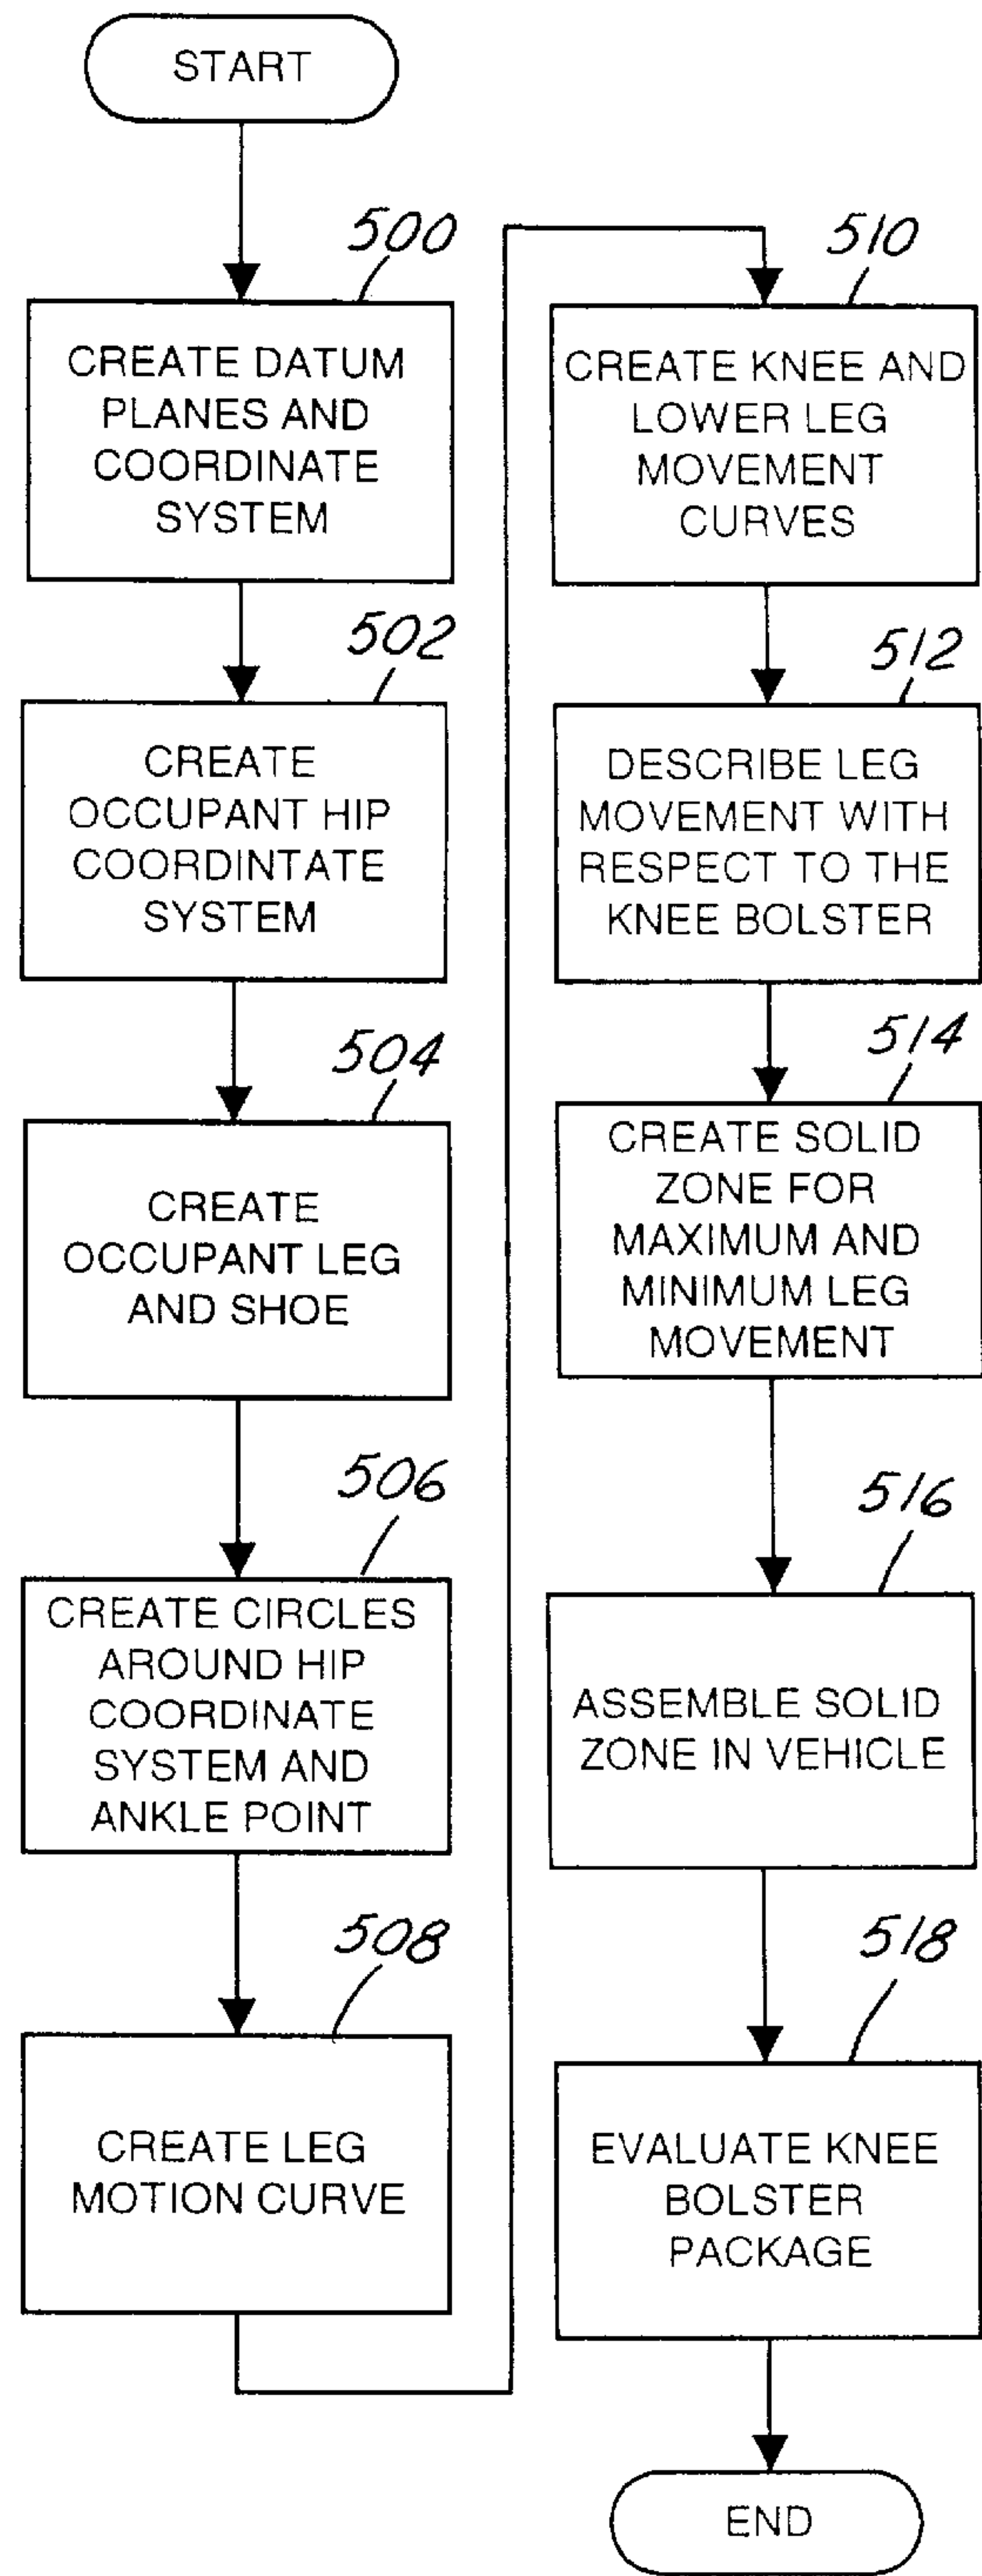 START
500
CREATE DATUM
PLANES AND
COORDINATE
SYSTEM
502
CREATE
OCCUPANT HIP
COORDINTATE
SYSTEM
504
CREATE
OCCUPANT LEG
AND SHOE
506
CREATE CIRCLES
AROUND HIP
COORDINATE
SYSTEM AND
ANKLE POINT
508
CREATE LEG
MOTION CURVE
510
CREATE KNEE AND
LOWER LEG
MOVEMENT
CURVES
512
DESCRIBE LEG
MOVEMENT WITH
RESPECT TO THE
KNEE BOLSTER
514
CREATE SOLID
ZONE FOR
MAXIMUM AND
MINIMUM LEG
MOVEMENT
516
ASSEMBLE SOLID
ZONE IN VEHICLE
518
EVALUATE KNEE
BOLSTER
PACKAGE
END